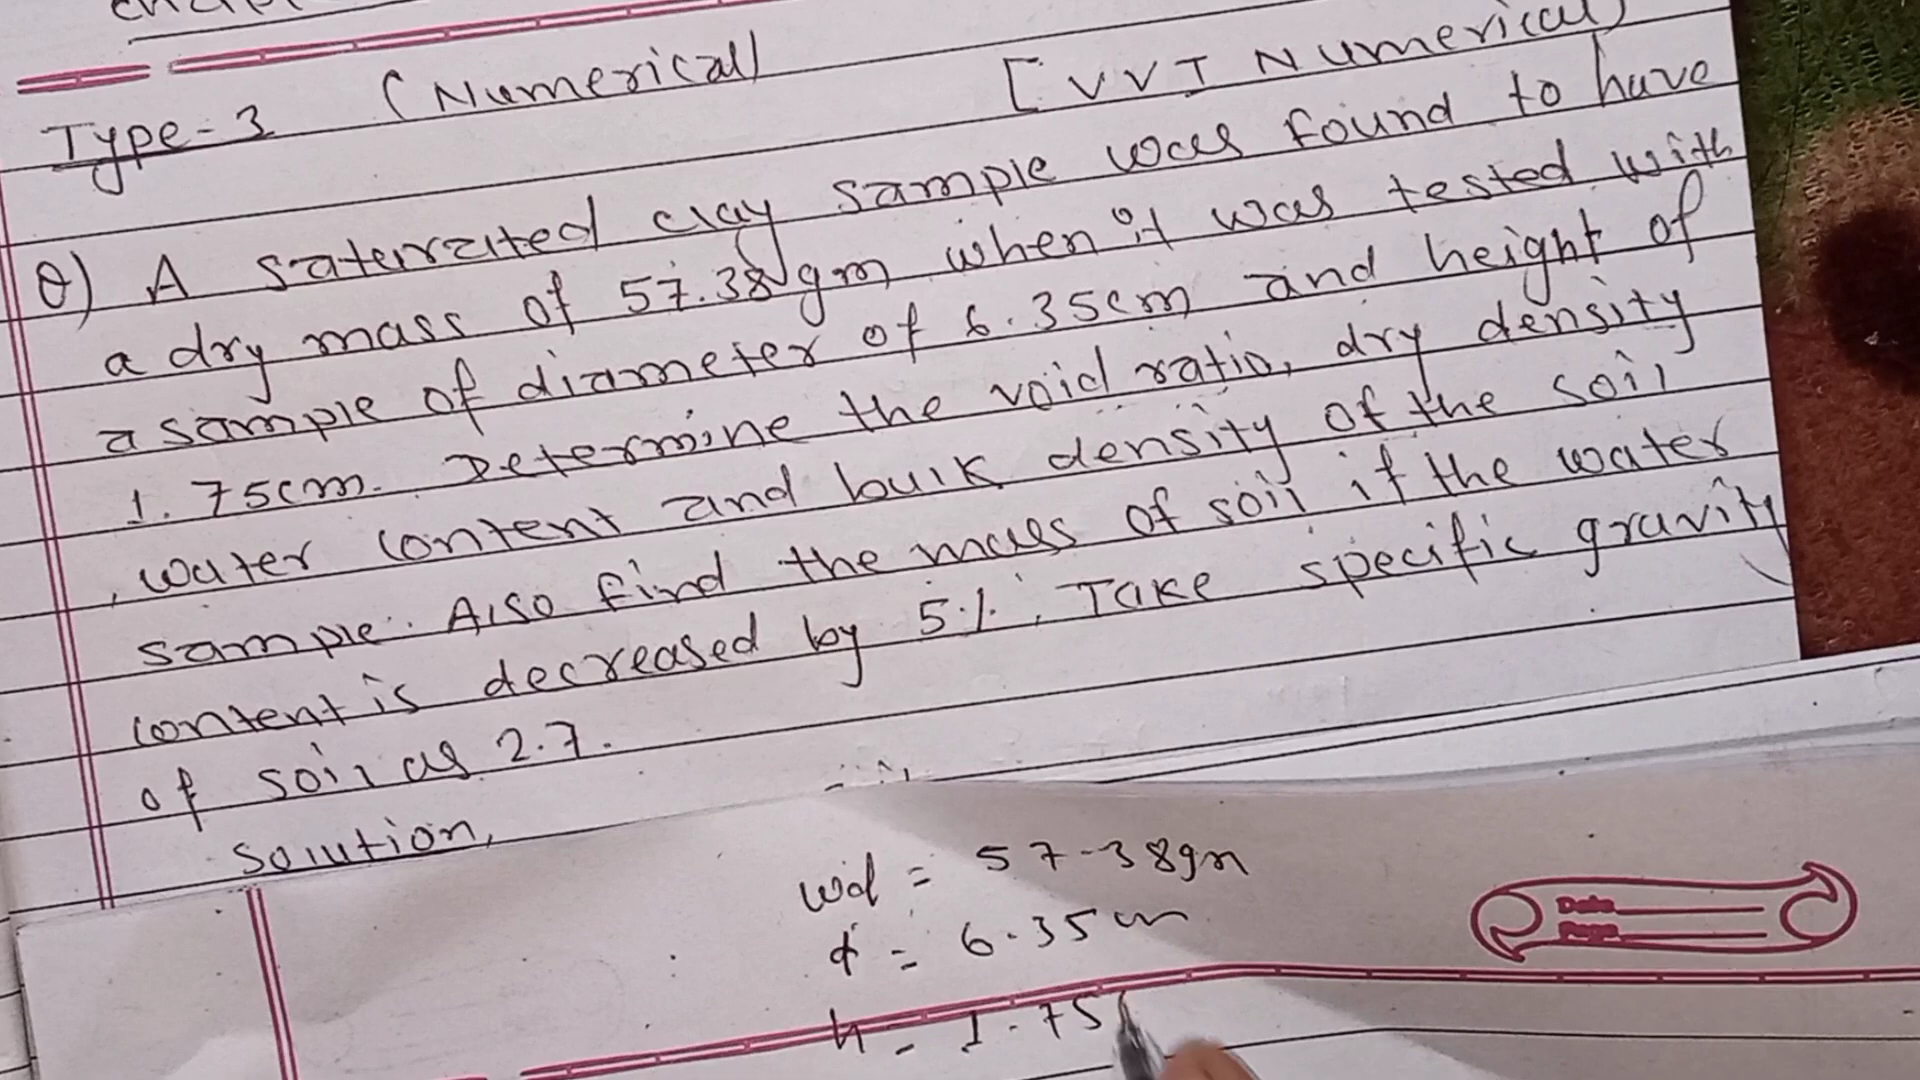 Type-3 (Numerical) [VVI Numerical)
Q) A saturated clay sample was found to have
a dry mass of 57.38 gm when it was tested with
a sample of diameter of 6.35cm and height of
1.75cm. Determine the void ratio, dry density
, water content and bulk density of the soil
sample. Also find the mass of soil if the water
content is decreased by 5%. Take specific gravity
of soil as 2.7.
Solution,
wd = 57.38gm
φ = 6.35cm
h = 1.75
Date
Page